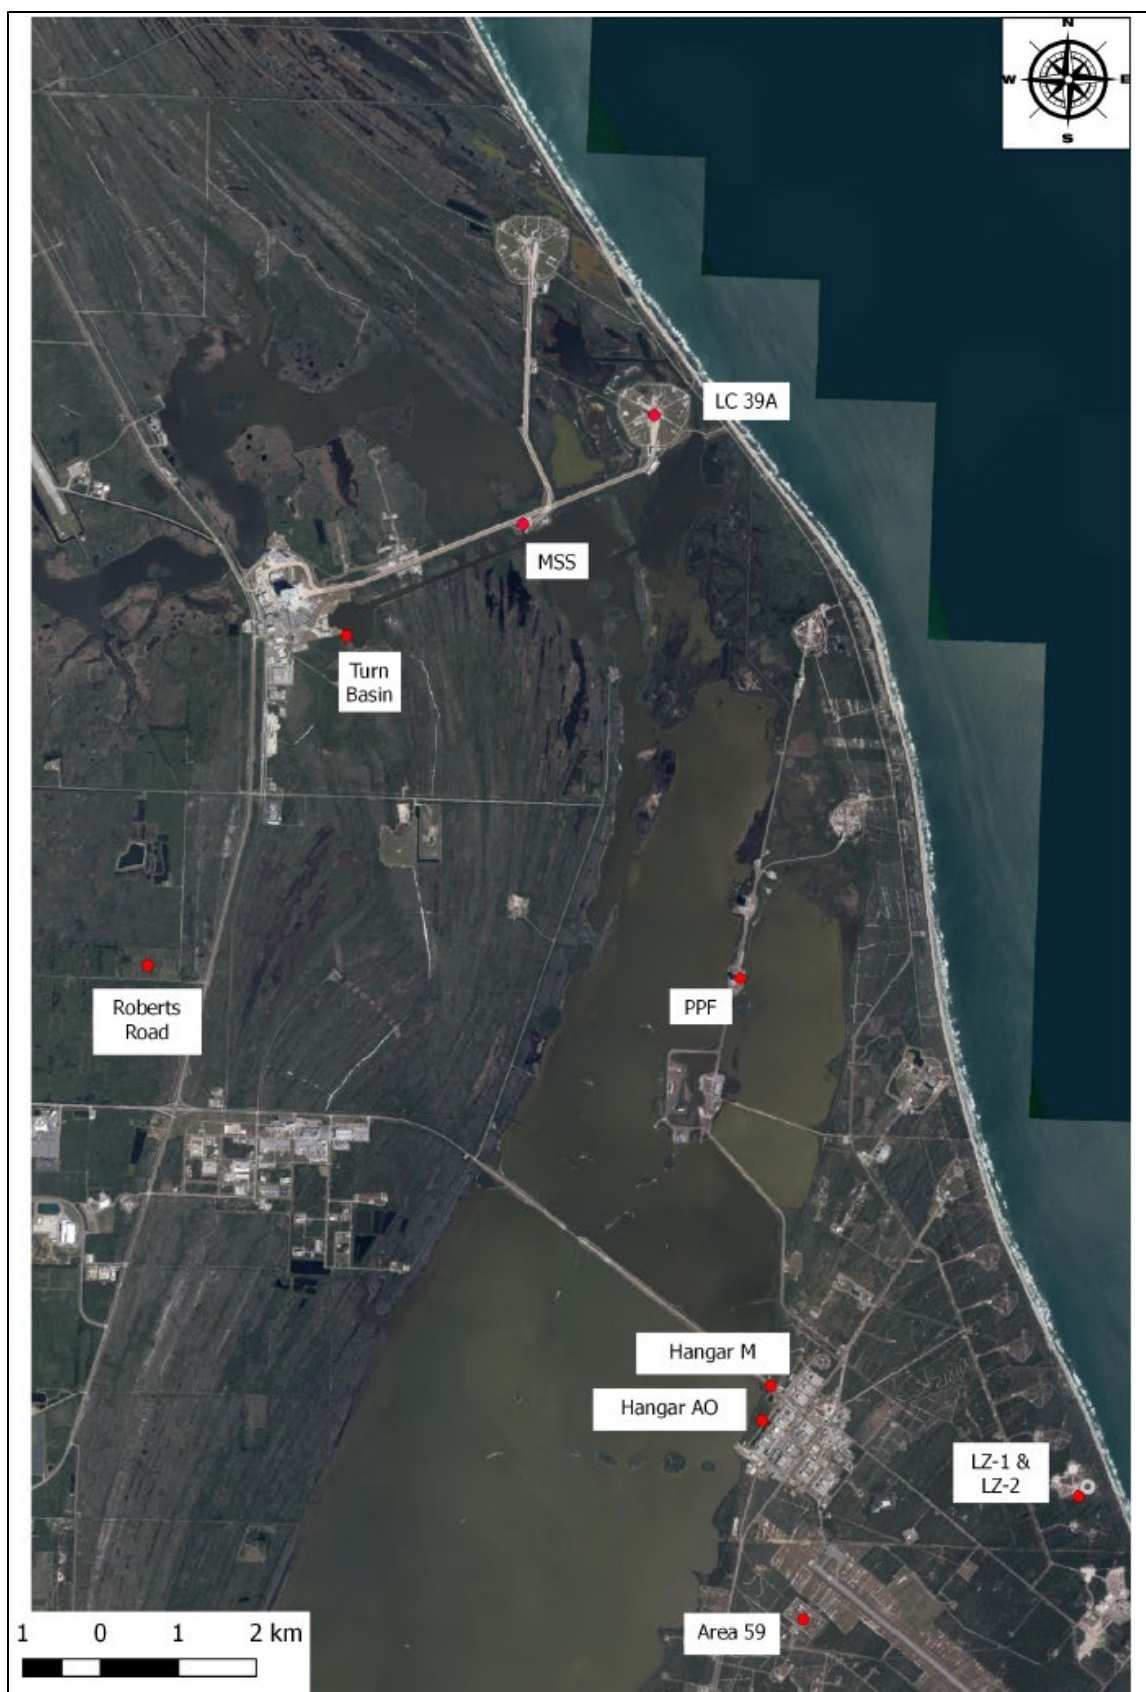 N
W E
S
LC 39A
MSS
Turn
Basin
Roberts
Road
PPF
Hangar M
Hangar AO
LZ-1 &
LZ-2
Area 59
1 0 1 2 km